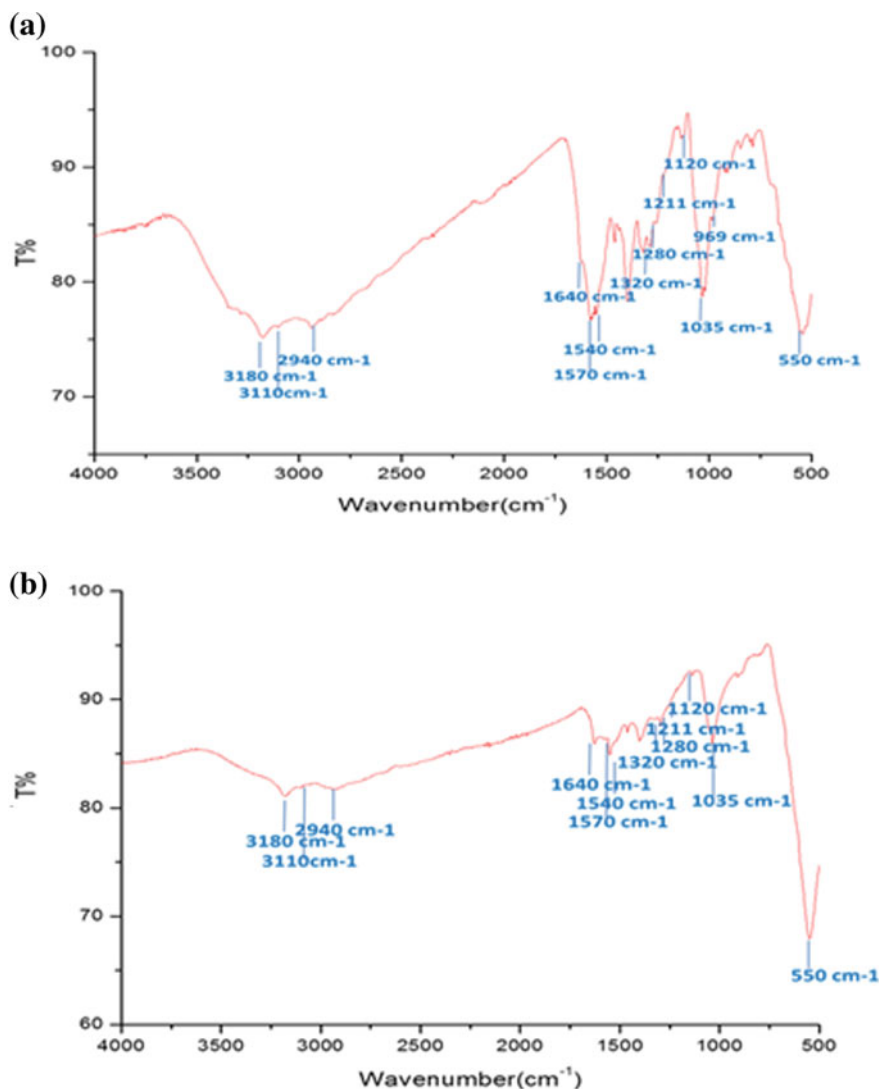 (a)
100
90
80
70
T%
1120 cm-1
1211 cm-1
969 cm-1
1280 cm-1
1320 cm-1
1640 cm-1
1035 cm-1
1540 cm-1
1570 cm-1
550 cm-1
2940 cm-1
3180 cm-1
3110cm-1
4000 3500 3000 2500 2000 1500 1000 500
Wavenumber(cm-1)
(b)
100
90
80
70
60
T%
1120 cm-1
1211 cm-1
1280 cm-1
1320 cm-1
1640 cm-1
1540 cm-1
1035 cm-1
1570 cm-1
2940 cm-1
3180 cm-1
3110cm-1
550 cm-1
4000 3500 3000 2500 2000 1500 1000 500
Wavenumber(cm-1)